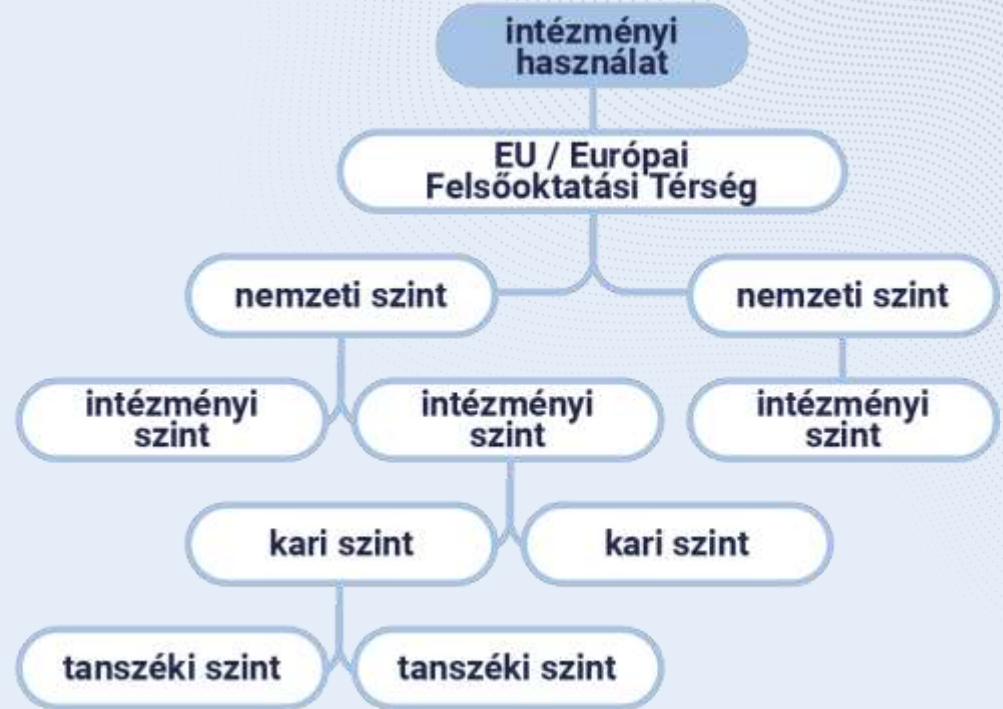 intézményi
használat
EU / Európai
Felsőoktatási Térség
nemzeti szint
nemzeti szint
intézményi
szint
intézményi
szint
intézményi
szint
kari szint
kari szint
tanszéki szint
tanszéki szint